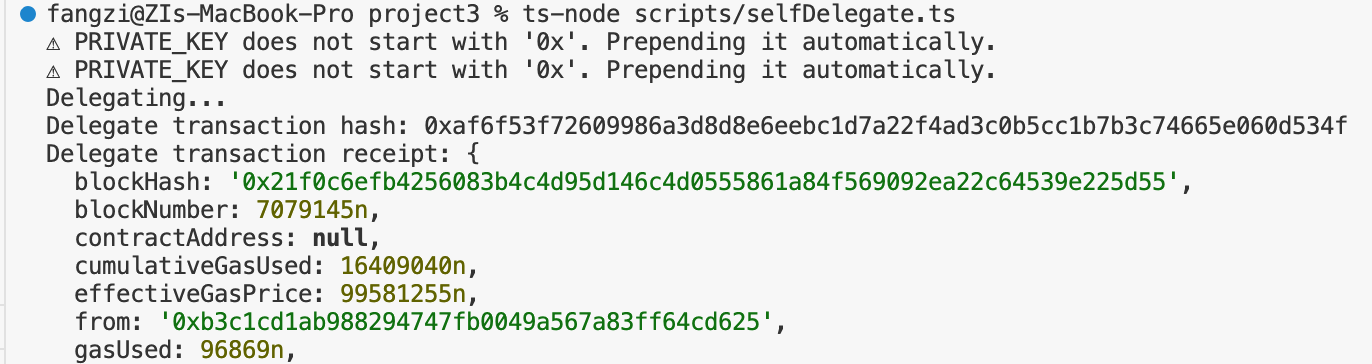 fangzi@ZIs-MacBook-Pro project3 % ts-node scripts/selfDelegate.ts
⚠ PRIVATE_KEY does not start with '0x'. Prepending it automatically.
⚠ PRIVATE_KEY does not start with '0x'. Prepending it automatically.
Delegating...
Delegate transaction hash: 0xaf6f53f72609986a3d8d8e6eebc1d7a22f4ad3c0b5cc1b7b3c74665e060d534f
Delegate transaction receipt: {
  blockHash: '0x21f0c6efb4256083b4c4d95d146c4d0555861a84f569092ea22c64539e225d55',
  blockNumber: 7079145n,
  contractAddress: null,
  cumulativeGasUsed: 16409040n,
  effectiveGasPrice: 99581255n,
  from: '0xb3c1cd1ab988294747fb0049a567a83ff64cd625',
  gasUsed: 96869n,